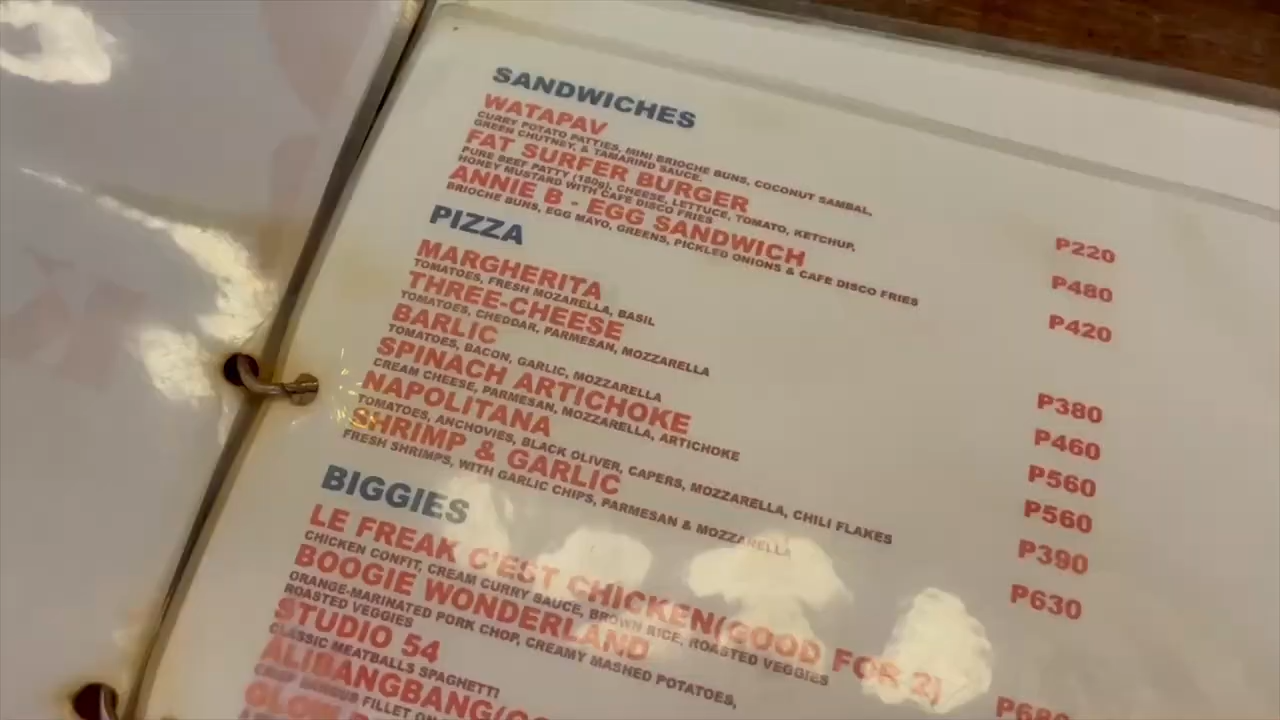 SANDWICHES
WATAPAV
CURRY POTATO PATTIES, MINI BRIOCHE BUNS, COCONUT SAMBAL,
GREEN CHUTNEY, & TAMARIND SAUCE.
P220
FAT SURFER BURGER
PURE BEEF PATTY (180g), CHEESE, LETTUCE, TOMATO, KETCHUP,
HONEY MUSTARD WITH CAFE DISCO FRIES
P480
ANNIE B - EGG SANDWICH
BRIOCHE BUNS, EGG MAYO, GREENS, PICKLED ONIONS & CAFE DISCO FRIES
P420
PIZZA
MARGHERITA
TOMATOES, FRESH MOZARELLA, BASIL
P380
THREE-CHEESE
TOMATOES, CHEDDAR, PARMESAN, MOZZARELLA
P460
BARLIC
TOMATOES, BACON, GARLIC, MOZZARELLA
P560
SPINACH ARTICHOKE
CREAM CHEESE, PARMESAN, MOZZARELLA, ARTICHOKE
P560
NAPOLITANA
TOMATOES, ANCHOVIES, BLACK OLIVER, CAPERS, MOZZARELLA, CHILI FLAKES
P390
SHRIMP & GARLIC
FRESH SHRIMPS, WITH GARLIC CHIPS, PARMESAN & MOZZARELLA
P630
BIGGIES
LE FREAK C'EST CHICKEN(GOOD FOR 2)
CHICKEN CONFIT, CREAM CURRY SAUCE, BROWN RICE, ROASTED VEGGIES
P680
BOOGIE WONDERLAND
ORANGE-MARINATED PORK CHOP, CREAMY MASHED POTATOES,
ROASTED VEGGIES
STUDIO 54
CLASSIC MEATBALLS SPAGHETTI
ALIBANGBANG
FILLET ON